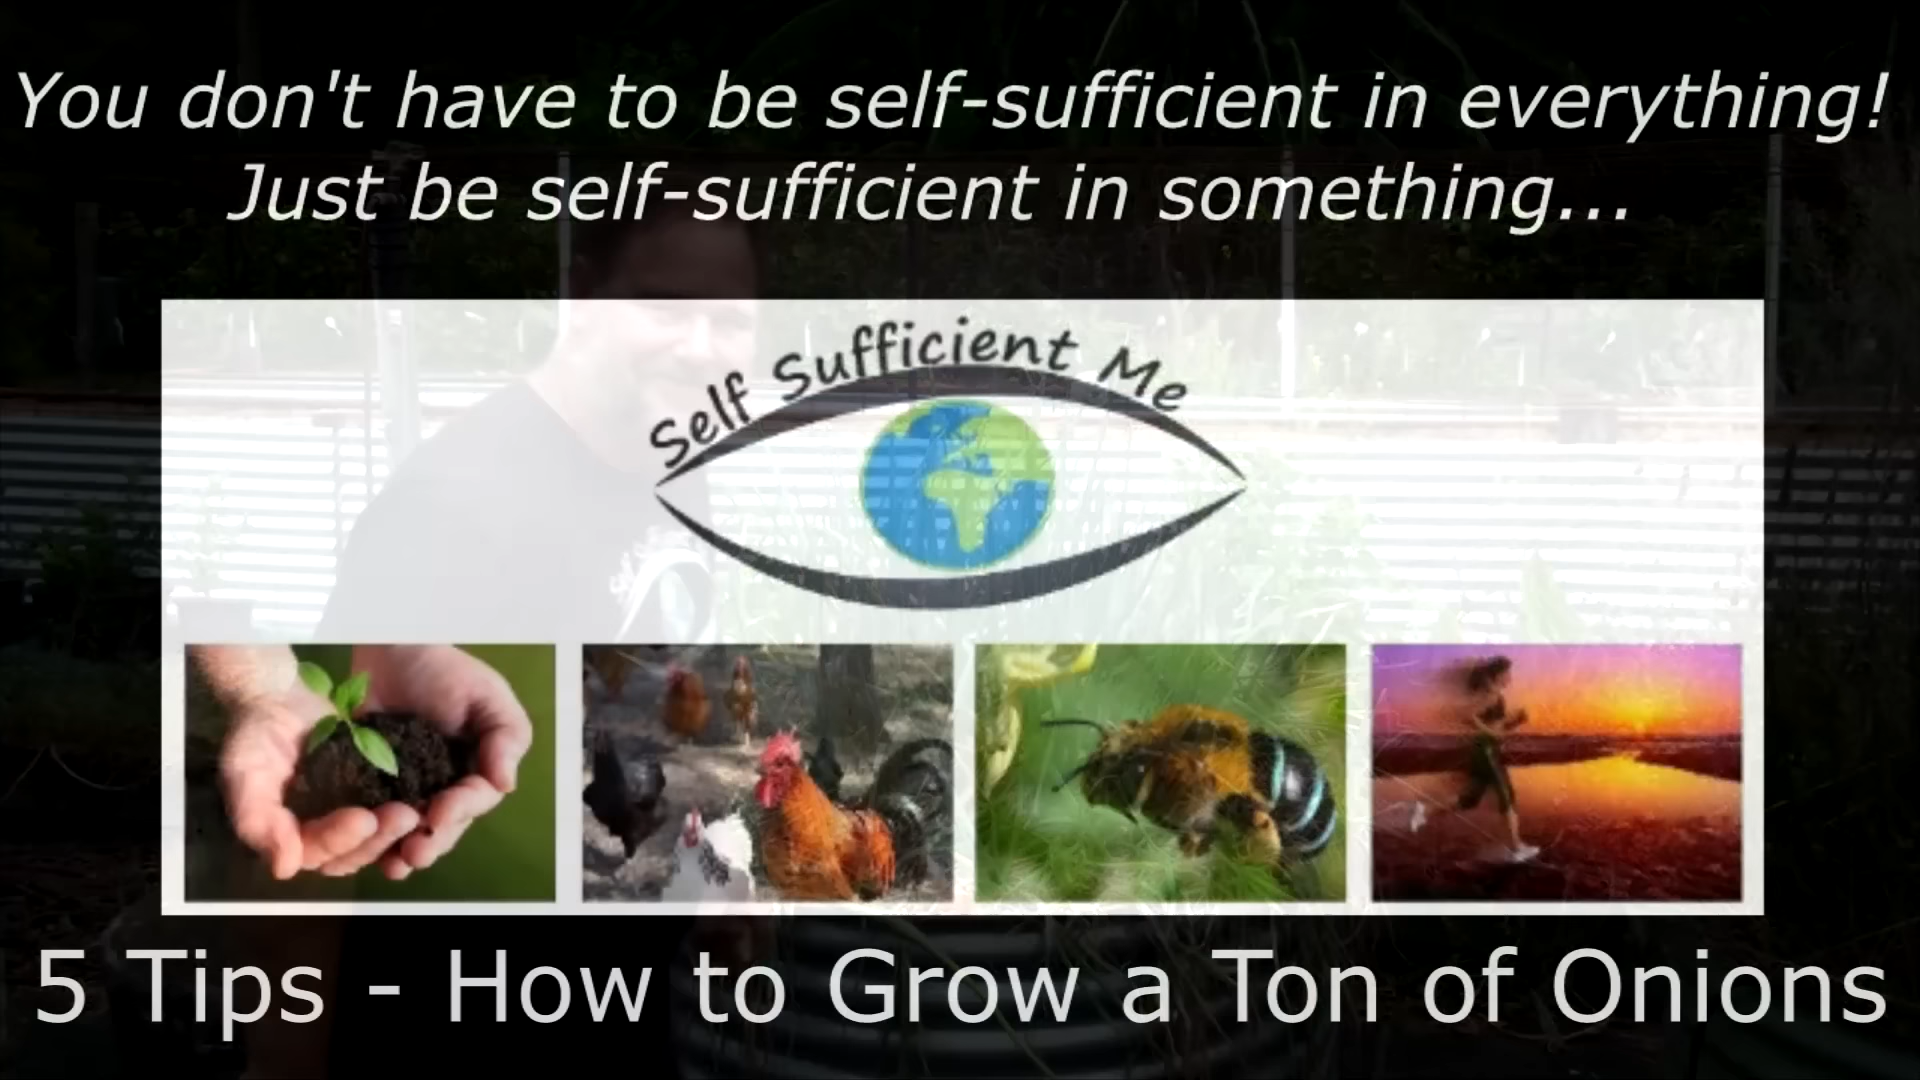 You don't have to be self-sufficient in everything!
Just be self-sufficient in something...
Self Sufficient Me
5 Tips - How to Grow a Ton of Onions